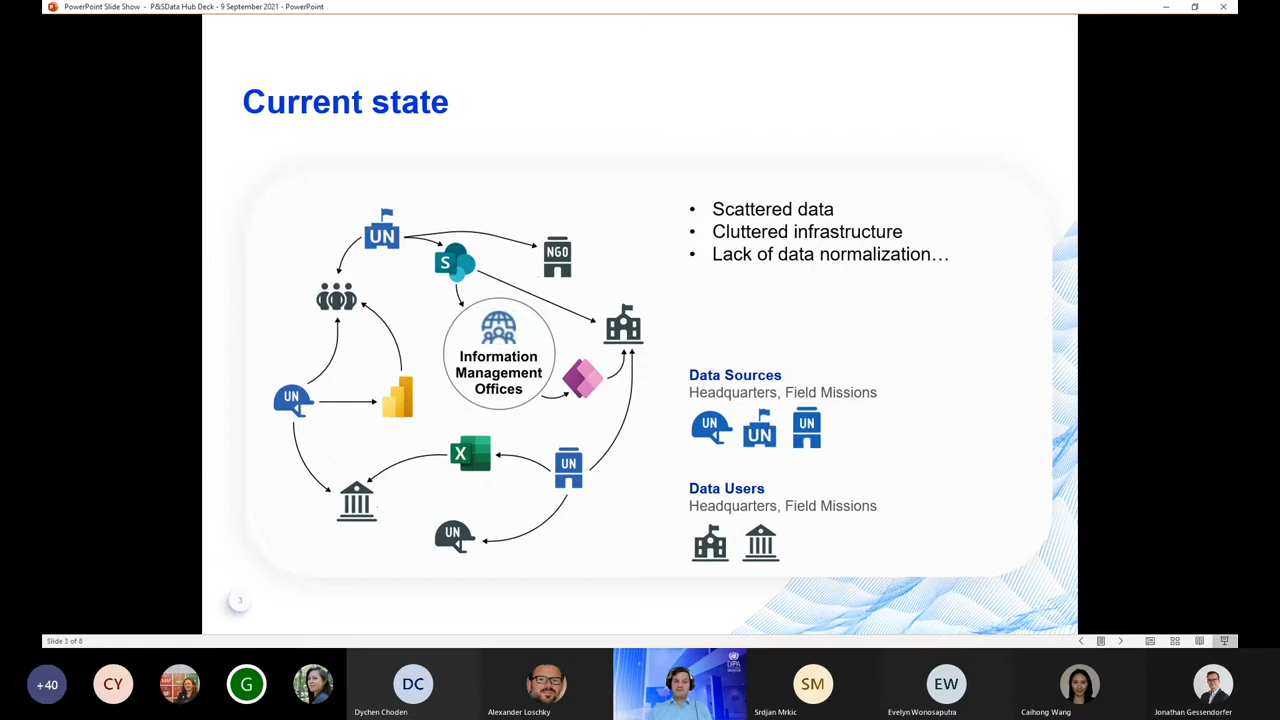 PowerPoint Slide Show - P&SData Hub Deck - 9 September 2021 - PowerPoint
Current state
• Scattered data
• Cluttered infrastructure
• Lack of data normalization…
UN
S
NGO
Information
Management
Offices
UN
X
UN
UN
Data Sources
Headquarters, Field Missions
UN
UN
UN
Data Users
Headquarters, Field Missions
3
Slide 3 of 8
+40
CY
G
DC
Dychen Choden
Alexander Loschky
SM
Srdjan Mrkic
EW
Evelyn Wonosaputra
Caihong Wang
Jonathan Gessendorfer